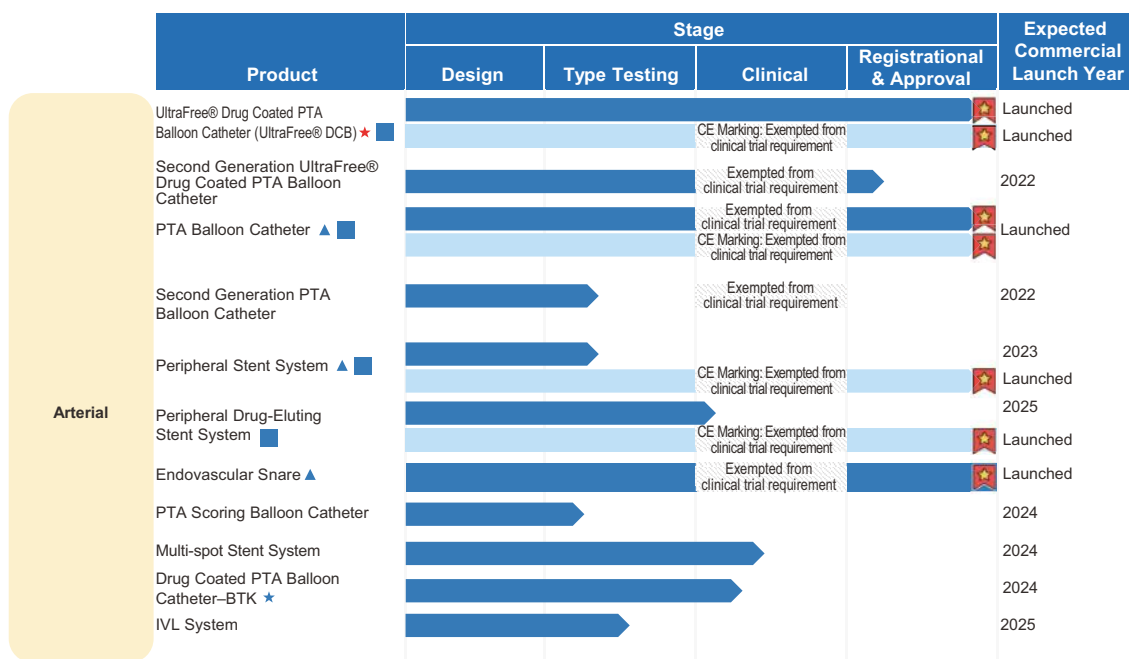 Product
Stage
Expected
Commercial
Launch Year
Design
Type Testing
Clinical
Registrational
& Approval
Arterial
UltraFree® Drug Coated PTA
Balloon Catheter (UltraFree® DCB)
Launched
CE Marking: Exempted from
clinical trial requirement
Launched
Second Generation UltraFree®
Drug Coated PTA Balloon
Catheter
Exempted from
clinical trial requirement
2022
PTA Balloon Catheter
Exempted from
clinical trial requirement
CE Marking: Exempted from
clinical trial requirement
Launched
Second Generation PTA
Balloon Catheter
Exempted from
clinical trial requirement
2022
Peripheral Stent System
2023
CE Marking: Exempted from
clinical trial requirement
Launched
Peripheral Drug-Eluting
Stent System
2025
CE Marking: Exempted from
clinical trial requirement
Launched
Endovascular Snare
Exempted from
clinical trial requirement
Launched
PTA Scoring Balloon Catheter
2024
Multi-spot Stent System
2024
Drug Coated PTA Balloon
Catheter–BTK
2024
IVL System
2025